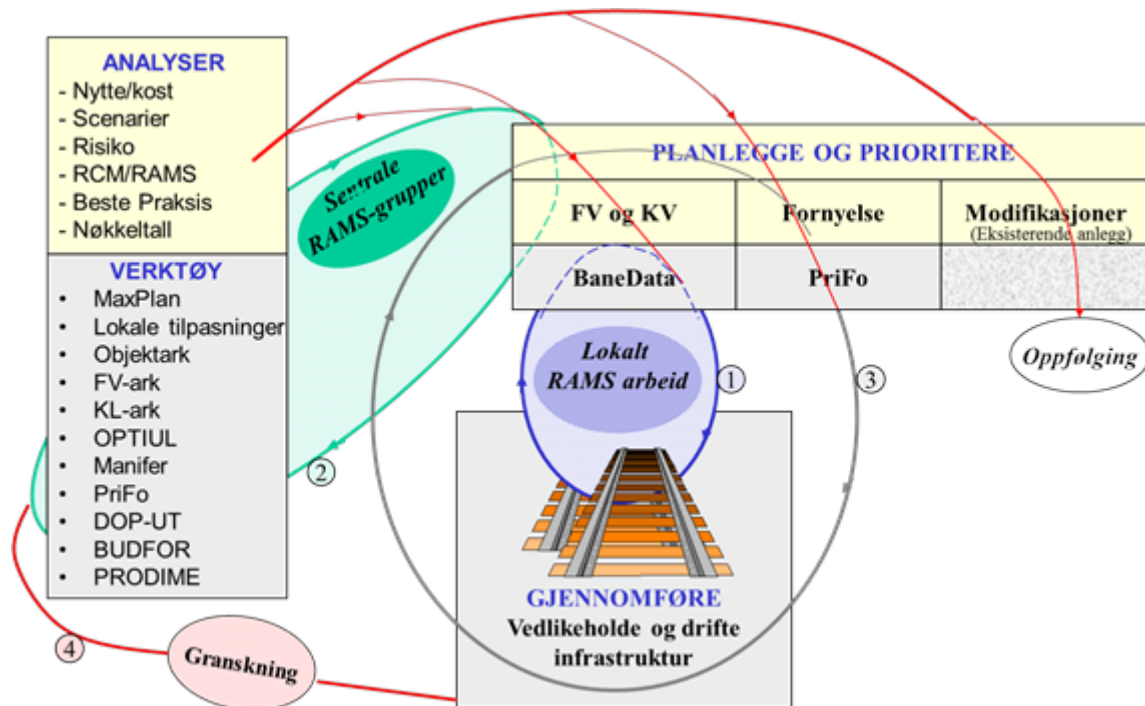 ANALYSER
- Nytte/kost
- Scenarier
- Risiko
- RCM/RAMS
- Beste Praksis
- Nøkkeltall
VERKTØY
• MaxPlan
• Lokale tilpasninger
• Objektark
• FV-ark
• KL-ark
• OPTIUL
• Manifer
• PriFo
• DOP-UT
• BUDFOR
• PRODIME
Sentrale
RAMS-grupper
PLANLEGGE OG PRIORITERE
FV og KV
Fornyelse
Modifikasjoner
(Eksisterende anlegg)
BaneData
PriFo
Oppfølging
Lokalt
RAMS arbeid
1
3
2
GJENNOMFØRE
Vedlikeholde og drifte
infrastruktur
4
Granskning